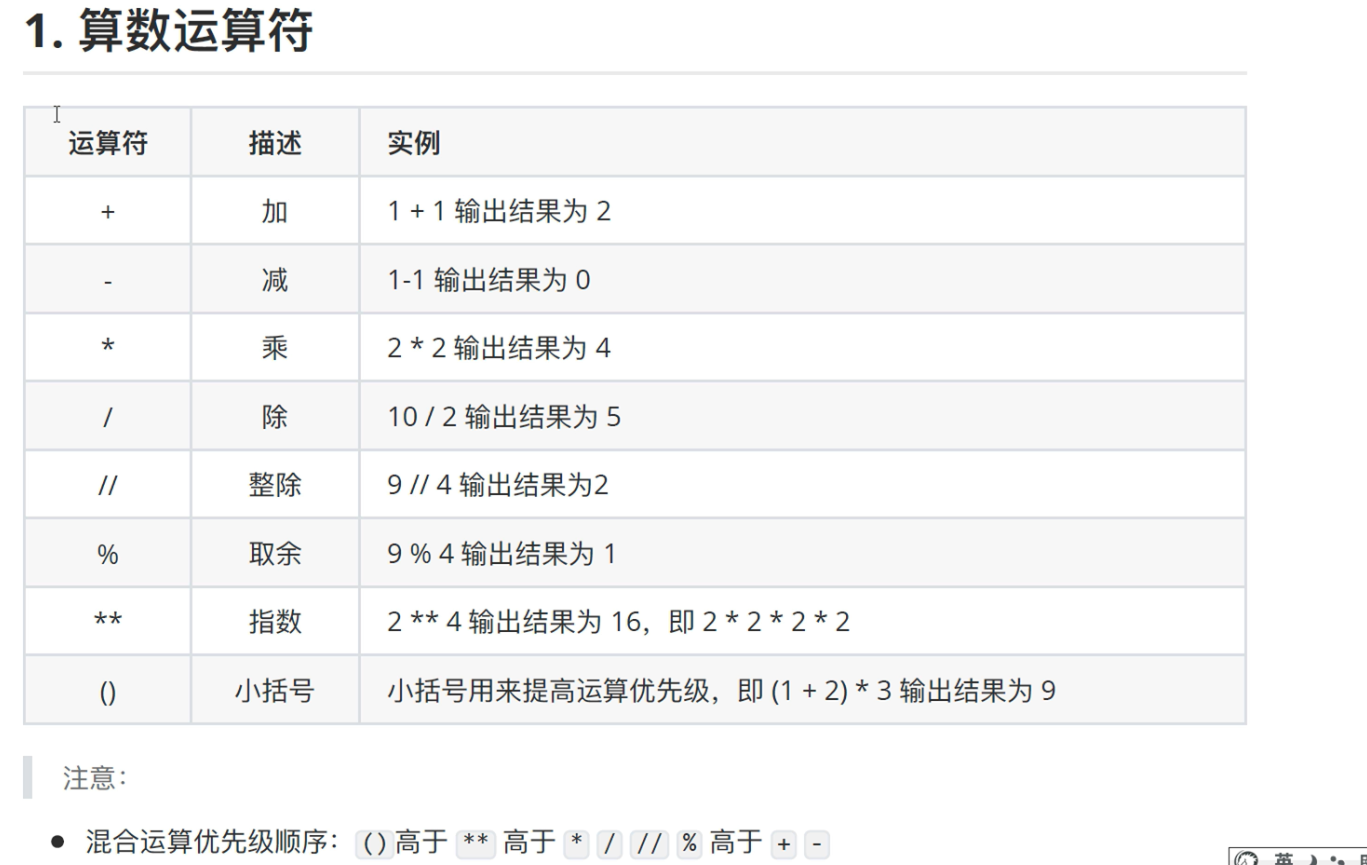 1. 算数运算符
运算符 描述 实例
+ 加 1 + 1 输出结果为 2
- 减 1-1 输出结果为 0
* 乘 2 * 2 输出结果为 4
/ 除 10 / 2 输出结果为 5
// 整除 9 // 4 输出结果为2
% 取余 9 % 4 输出结果为 1
** 指数 2 ** 4 输出结果为 16，即 2 * 2 * 2 * 2
() 小括号 小括号用来提高运算优先级，即 (1 + 2) * 3 输出结果为 9
注意：
● 混合运算优先级顺序： ()高于 ** 高于 * / // % 高于 + -
英